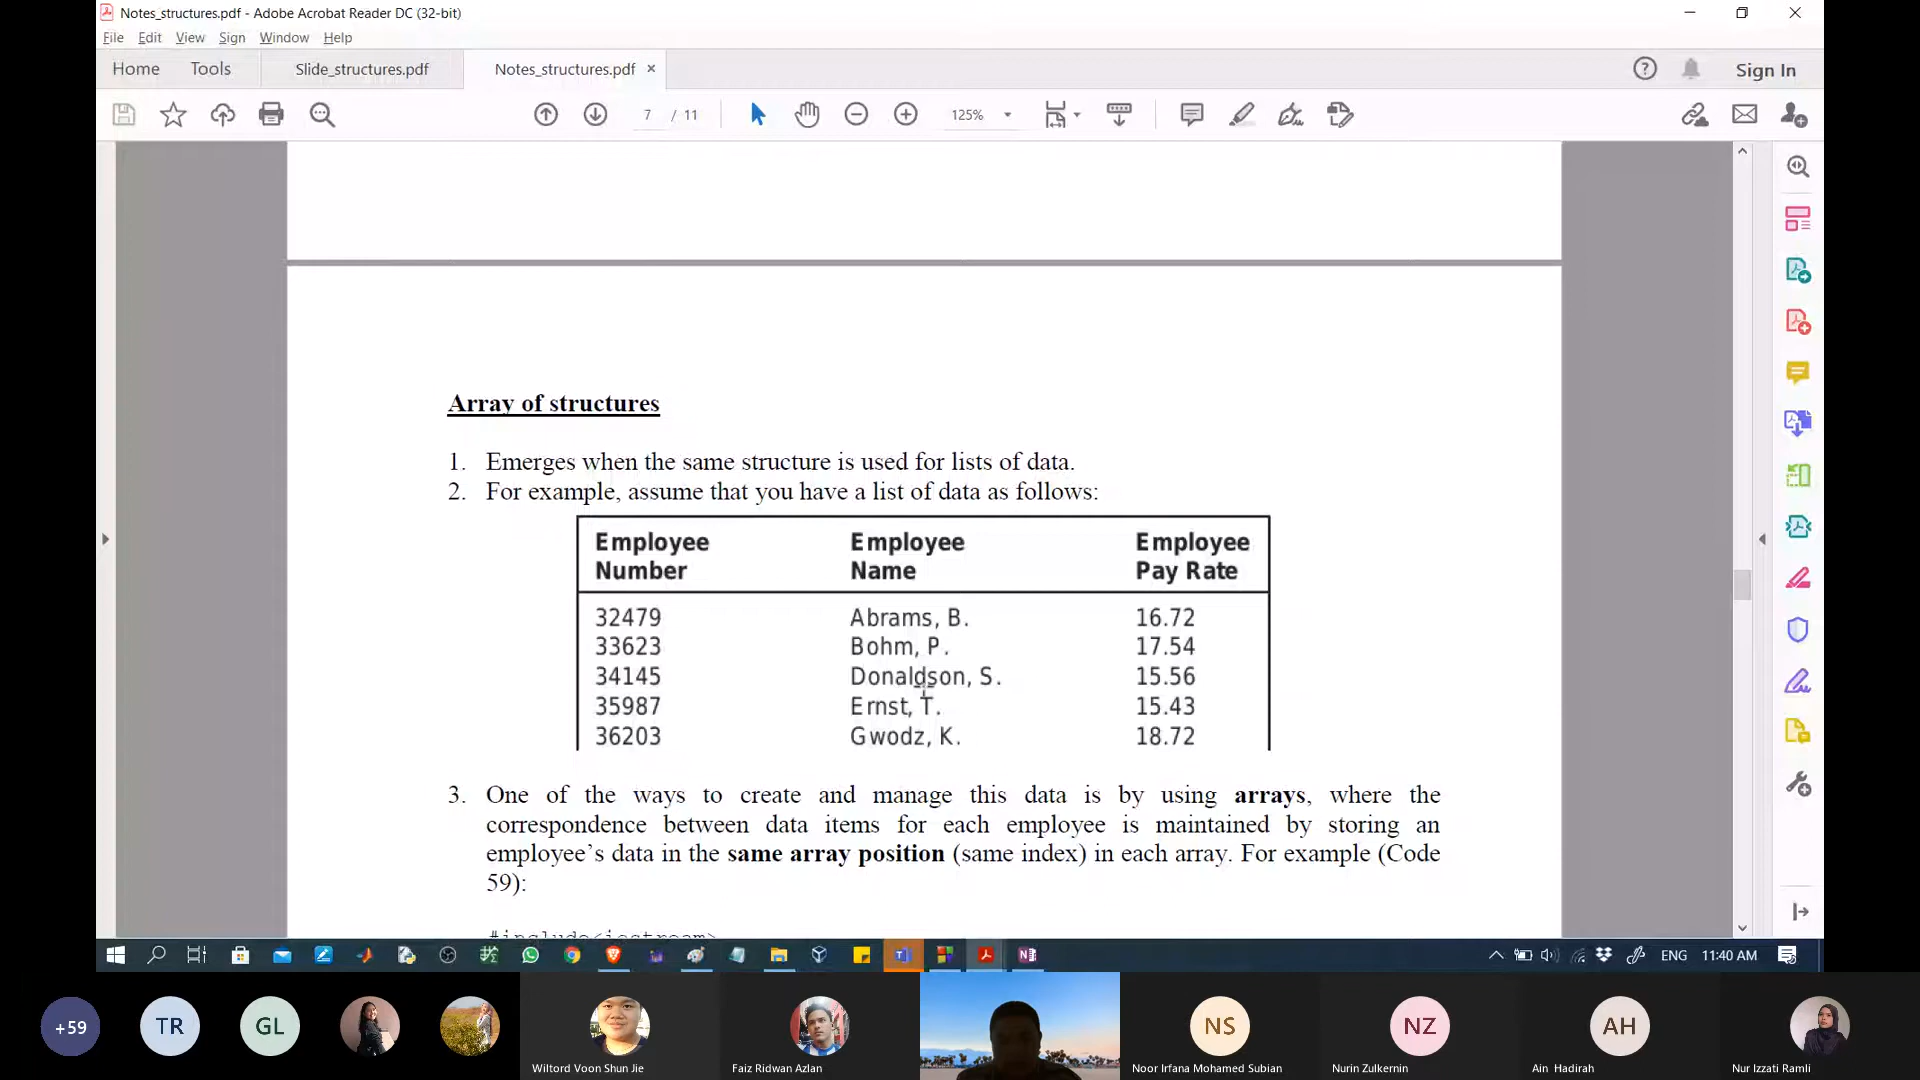 Notes_structures.pdf - Adobe Acrobat Reader DC (32-bit)
File Edit View Sign Window Help
Home Tools Slide_structures.pdf Notes_structures.pdf × Sign In
7 / 11 125%
Array of structures
1. Emerges when the same structure is used for lists of data.
2. For example, assume that you have a list of data as follows:
Employee Employee Employee
Number Name Pay Rate
32479 Abrams, B. 16.72
33623 Bohm, P. 17.54
34145 Donaldson, S. 15.56
35987 Ernst, T. 15.43
36203 Gwodz, K. 18.72
3. One of the ways to create and manage this data is by using arrays, where the
correspondence between data items for each employee is maintained by storing an
employee’s data in the same array position (same index) in each array. For example (Code
59):
#include<iostream>
ENG 11:40 AM
+59 TR GL NS NZ AH
Wiltord Voon Shun Jie Faiz Ridwan Azlan Noor Irfana Mohamed Subian Nurin Zulkernin Ain Hadirah Nur Izzati Ramli